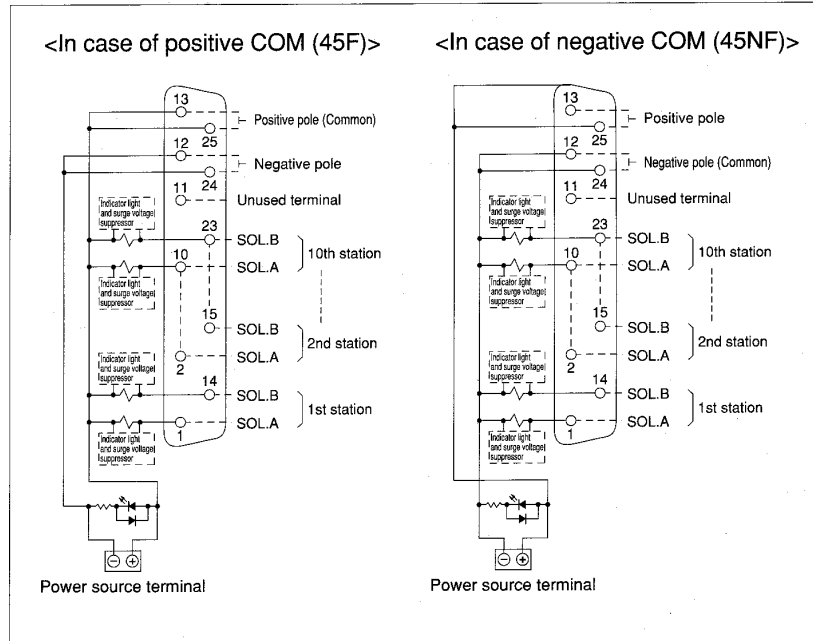 <In case of positive COM (45F)>
13
Positive pole (Common)
25
12
Negative pole
24
11
Unused terminal
Indicator light
and surge voltage
suppressor
23
SOL.B
10th station
10
SOL.A
Indicator light
and surge voltage
suppressor
15
SOL.B
2nd station
2
SOL.A
Indicator light
and surge voltage
suppressor
14
SOL.B
1st station
1
SOL.A
Indicator light
and surge voltage
suppressor
Power source terminal
<In case of negative COM (45NF)>
13
Positive pole
25
12
Negative pole (Common)
24
11
Unused terminal
Indicator light
and surge voltage
suppressor
23
SOL.B
10th station
10
SOL.A
Indicator light
and surge voltage
suppressor
15
SOL.B
2nd station
2
SOL.A
Indicator light
and surge voltage
suppressor
14
SOL.B
1st station
1
SOL.A
Indicator light
and surge voltage
suppressor
Power source terminal